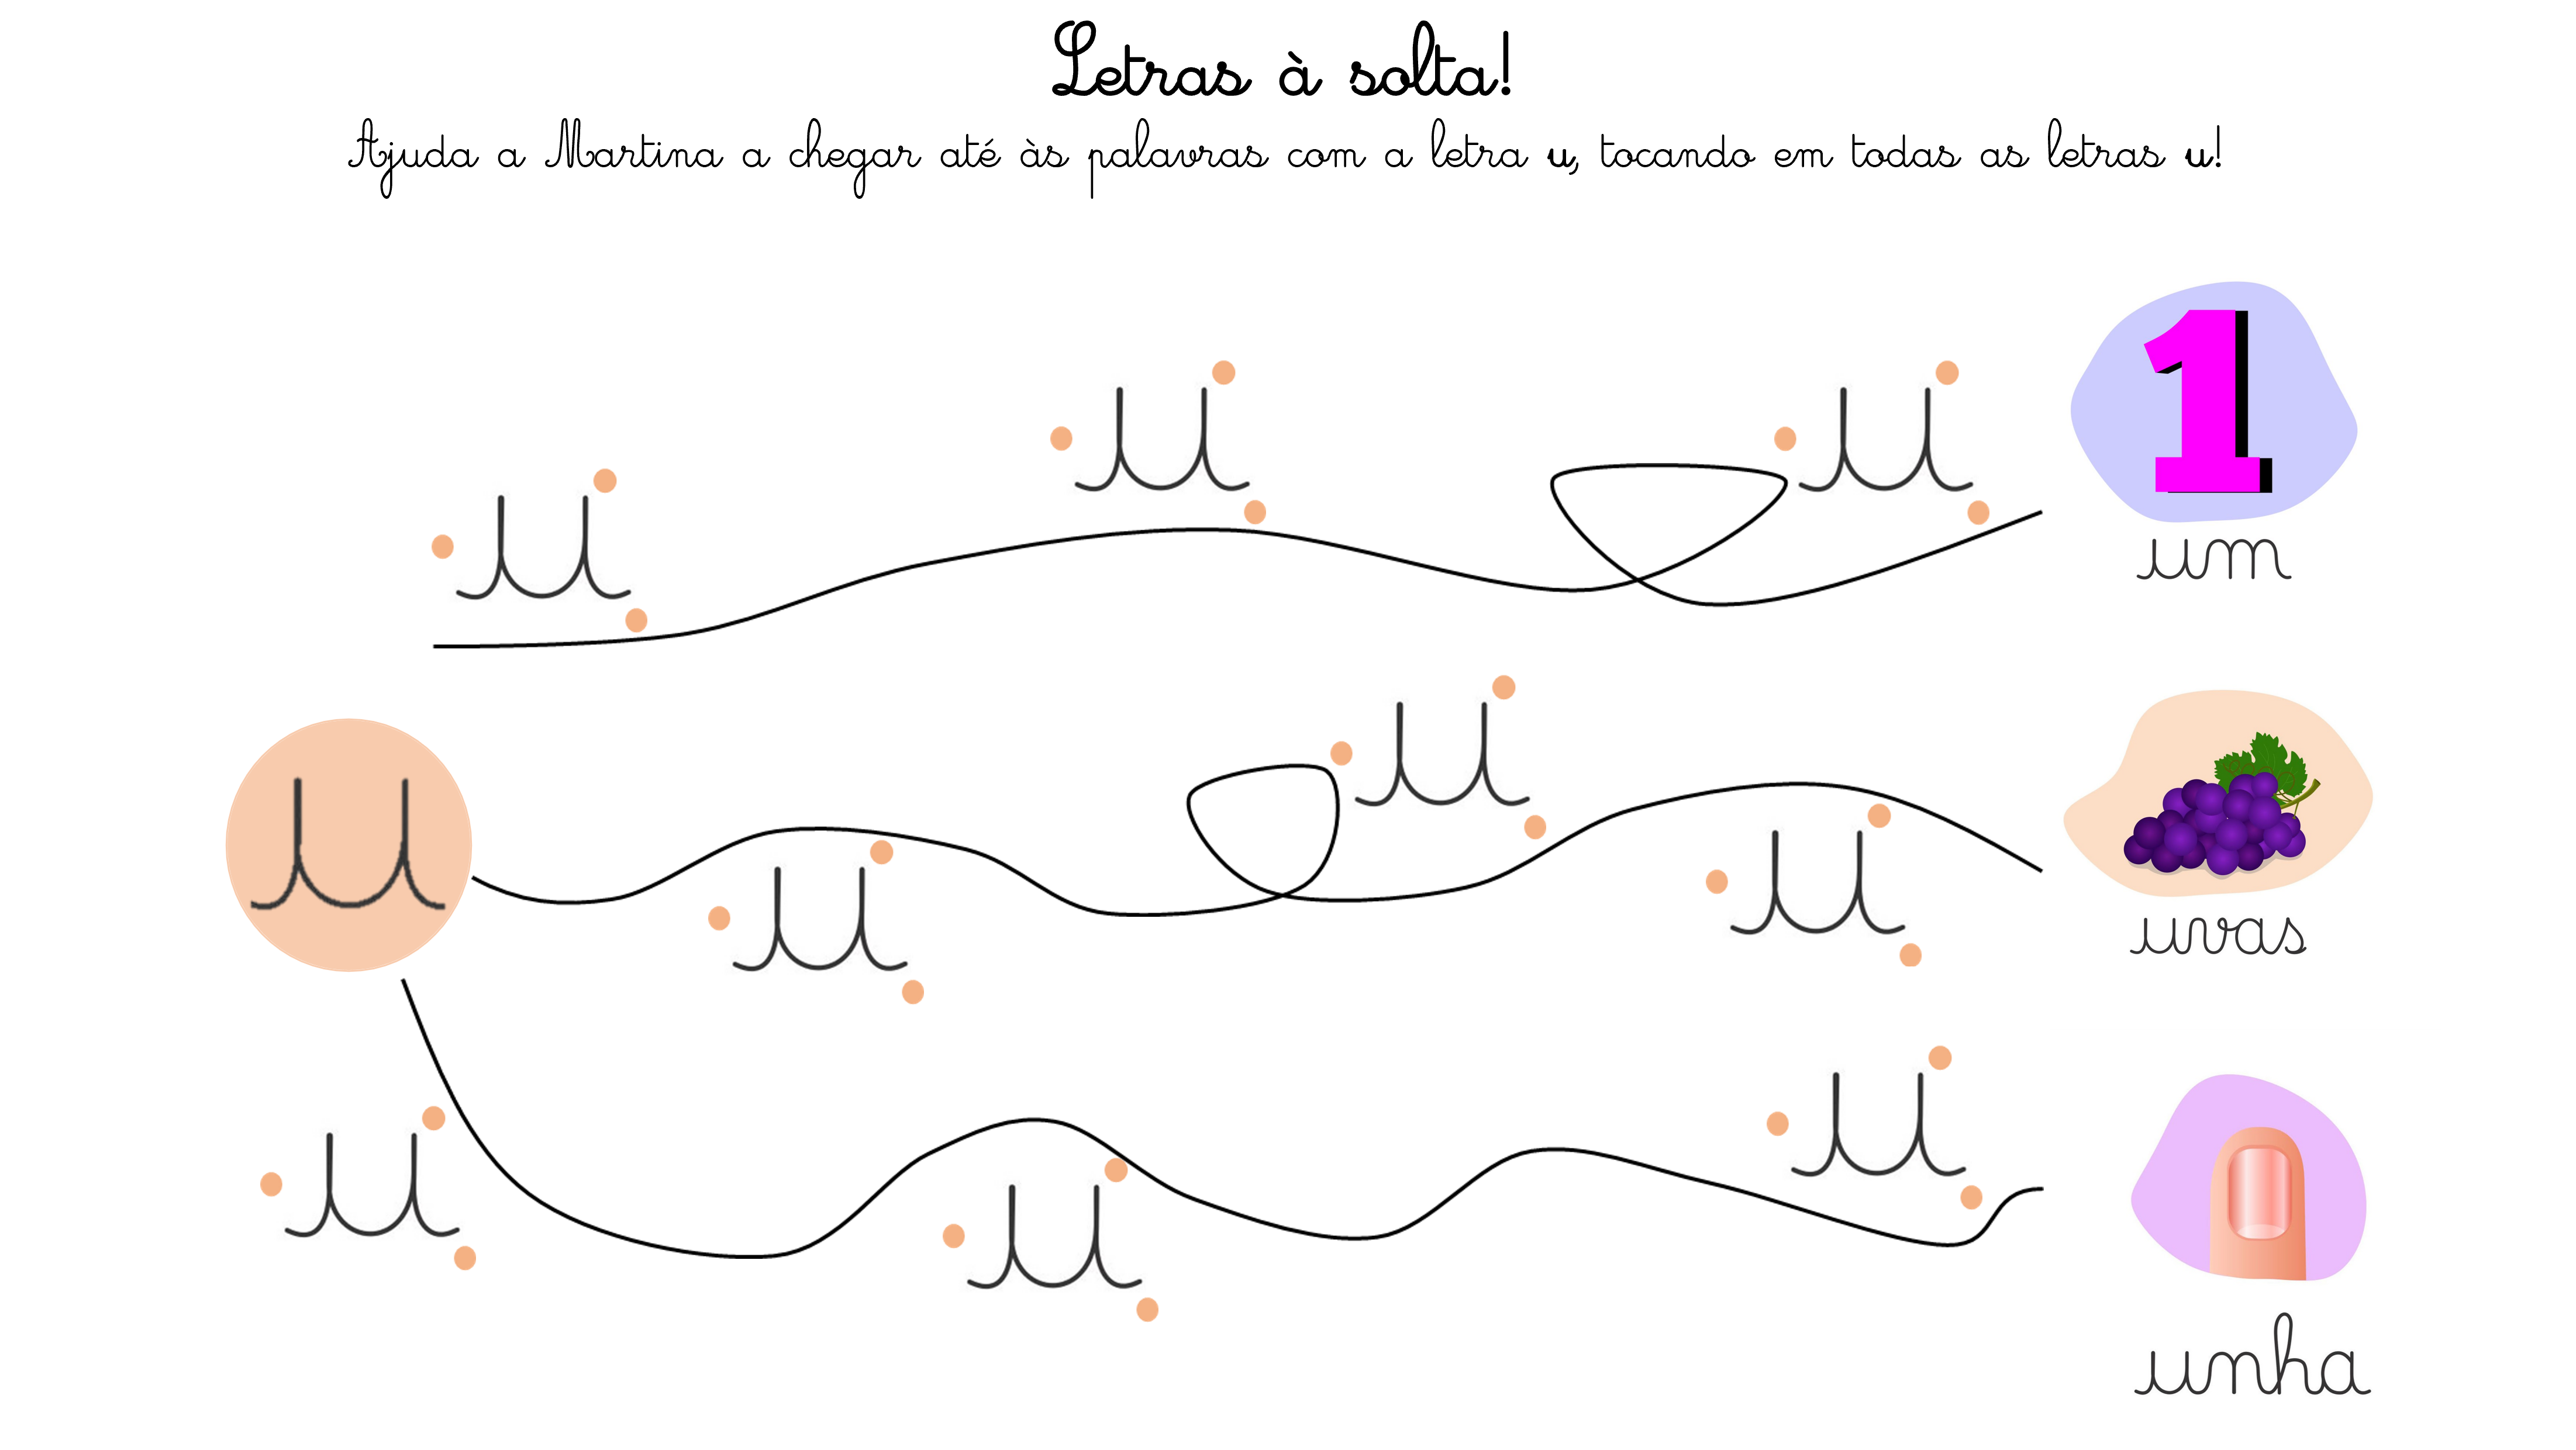 Letras à solta!
Ajuda a Martina a chegar até às palavras com a letra u, tocando em todas as letras u!
u
u
u
1
um
u
u
u
u
uvas
u
u
u
unha